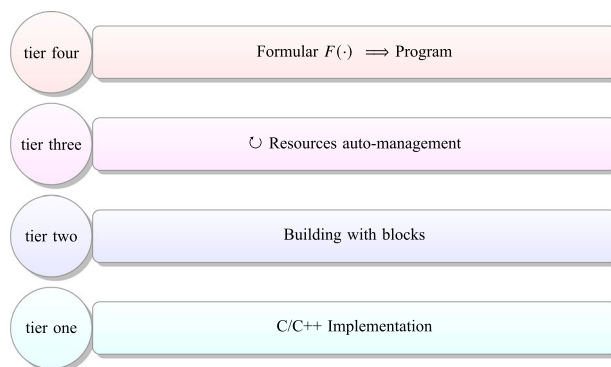 tier four
Formular F(·) ⟹ Program
tier three
↻ Resources auto-management
tier two
Building with blocks
tier one
C/C++ Implementation